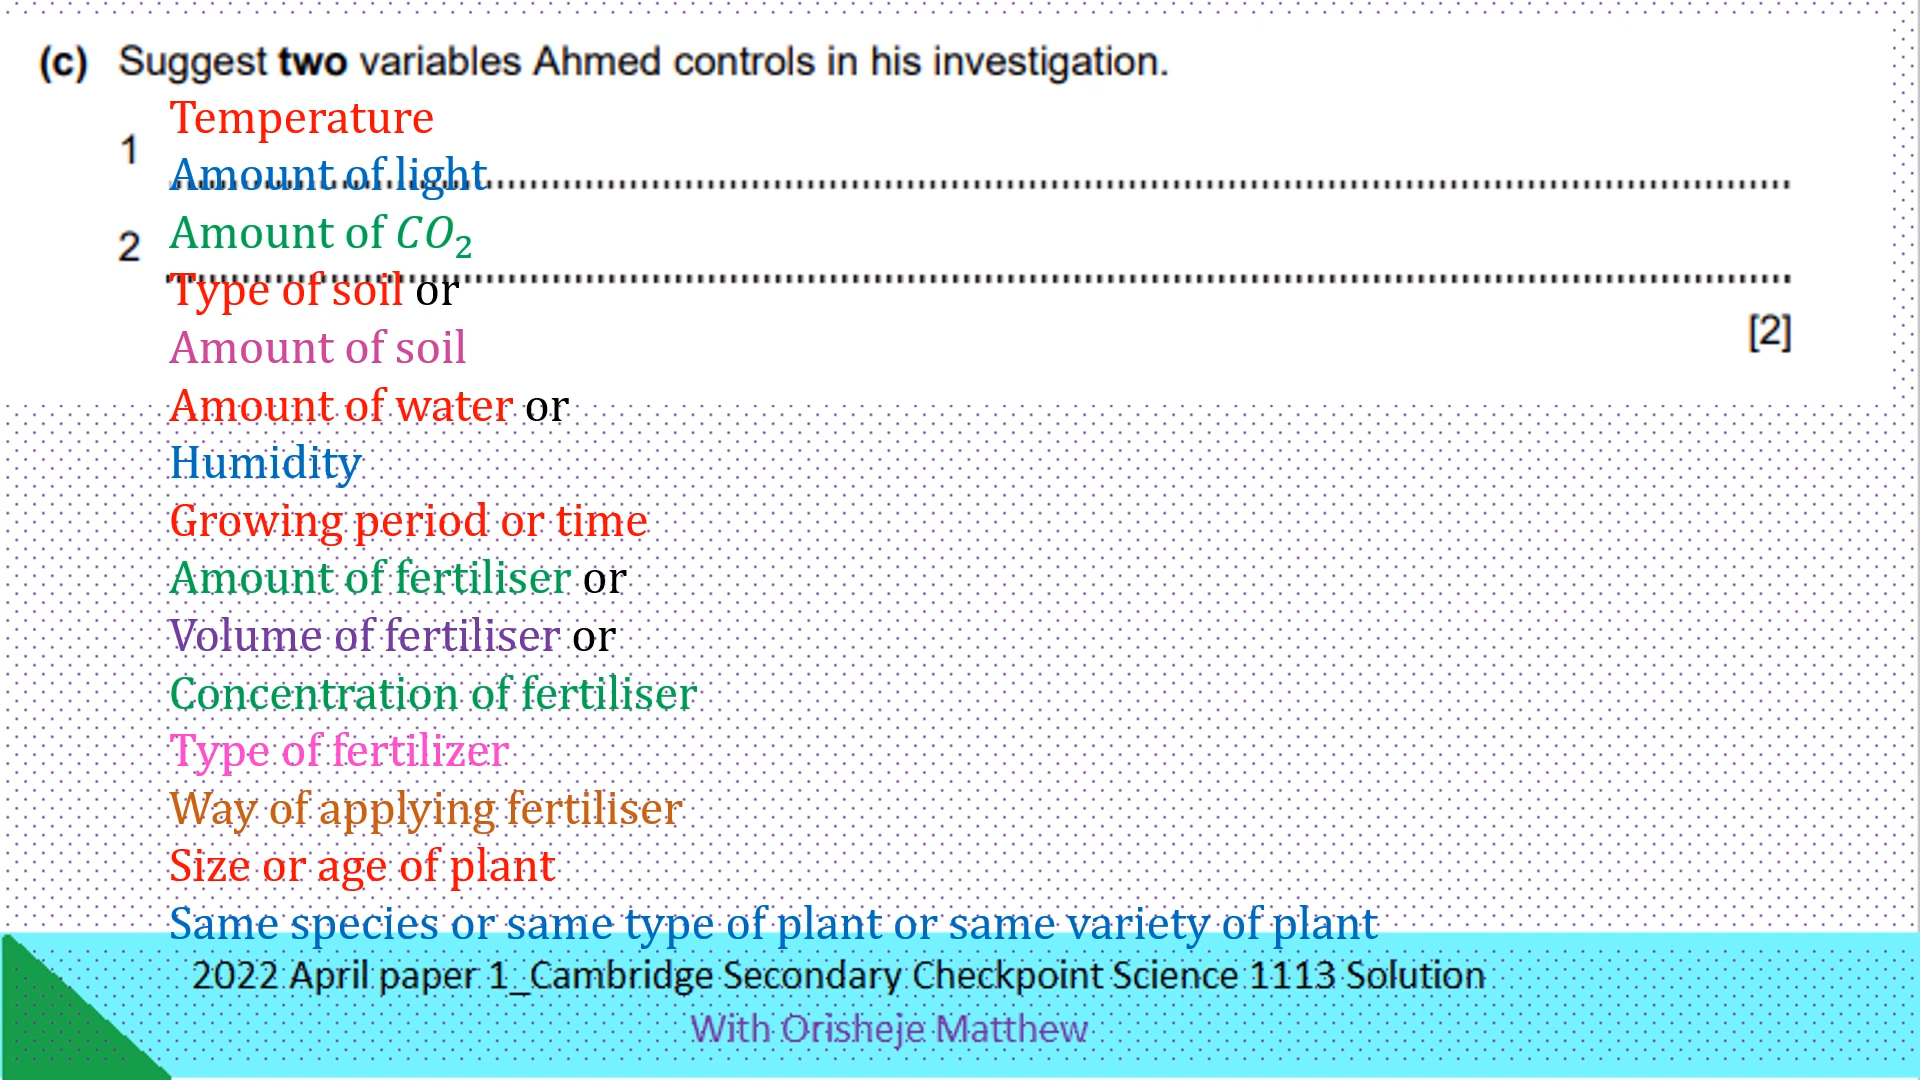 (c) Suggest two variables Ahmed controls in his investigation.
Temperature
1
Amount of light
Amount of CO₂
2
Type of soil or
[2]
Amount of soil
Amount of water or
Humidity
Growing period or time
Amount of fertiliser or
Volume of fertiliser or
Concentration of fertiliser
Type of fertilizer
Way of applying fertiliser
Size or age of plant
Same species or same type of plant or same variety of plant
2022 April paper 1_Cambridge Secondary Checkpoint Science 1113 Solution
With Orisheje Matthew